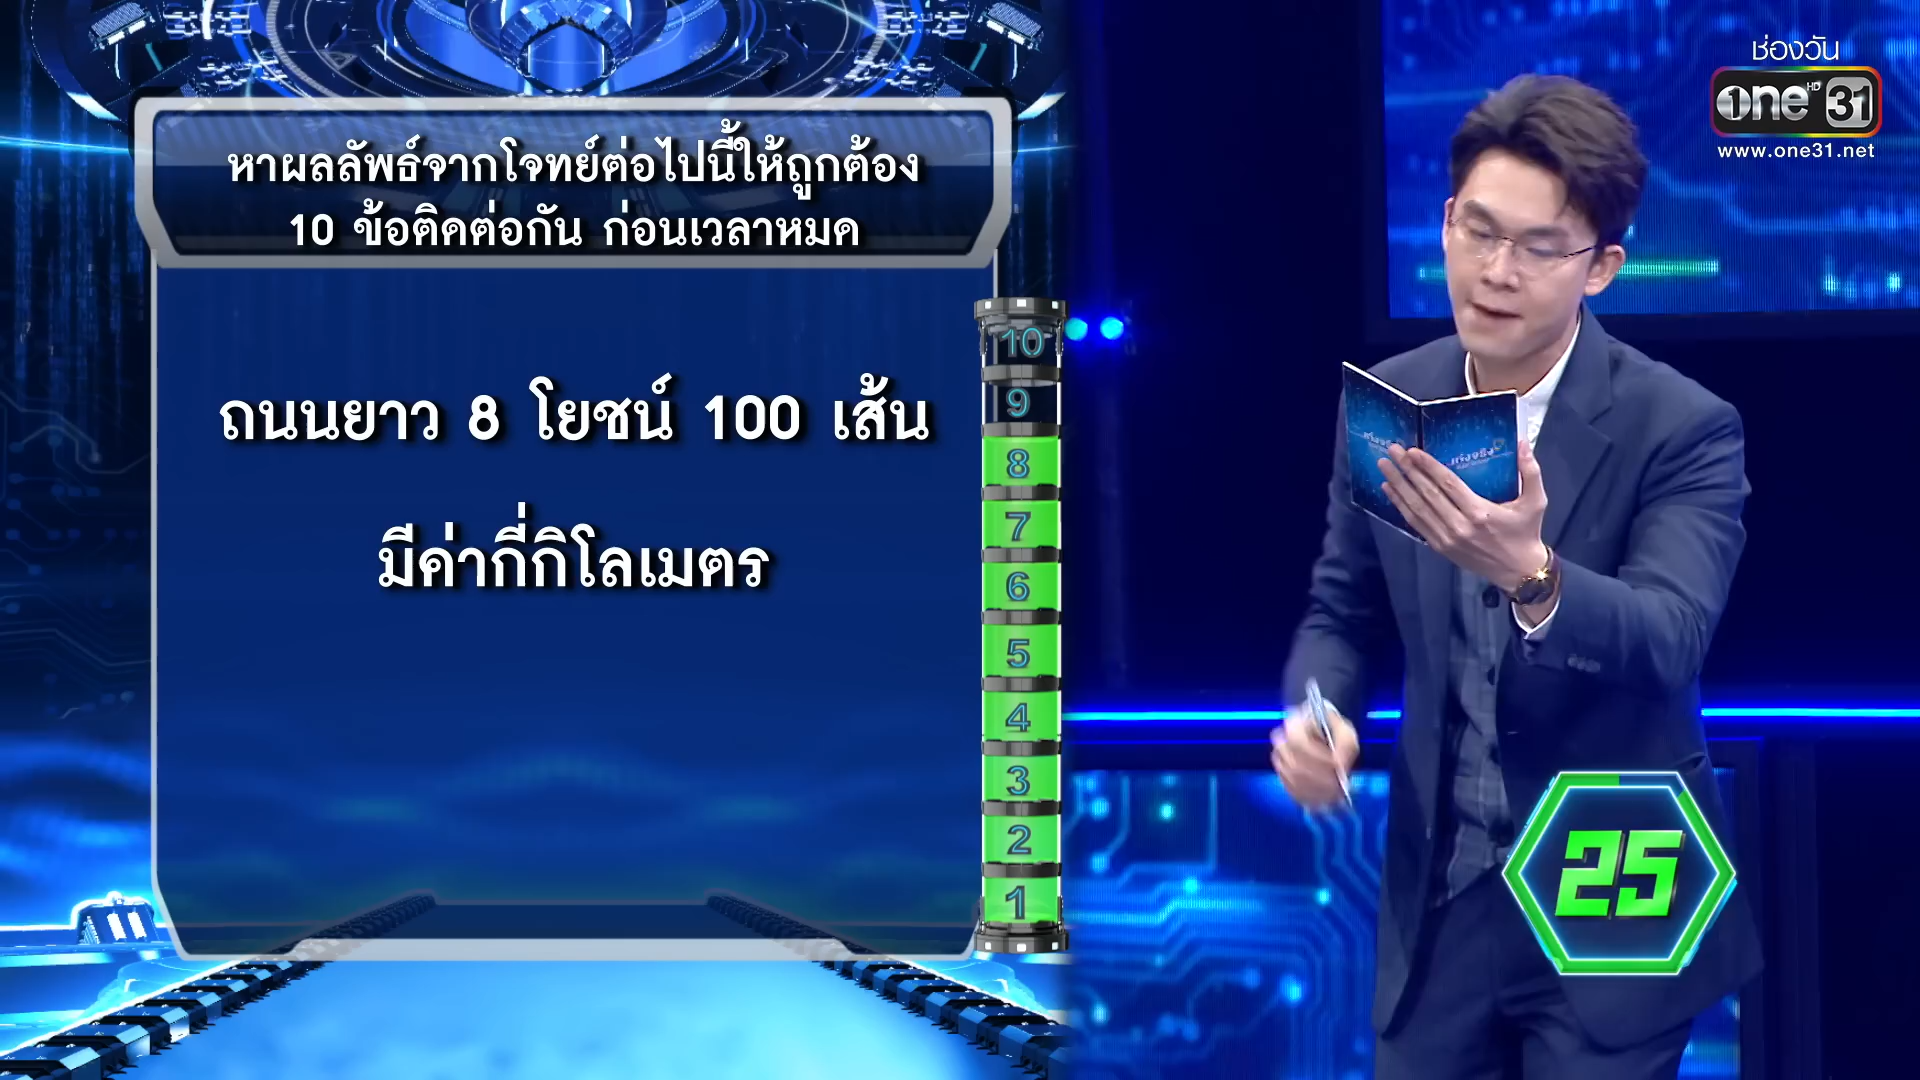 หาผลลัพธ์จากโจทย์ต่อไปนี้ให้ถูกต้อง
10 ข้อติดต่อกัน ก่อนเวลาหมด
ถนนยาว 8 โยชน์ 100 เส้น
มีค่ากี่กิโลเมตร
10
9
8
7
6
5
4
3
2
1
ช่องวัน
one HD 31
www.one31.net
25